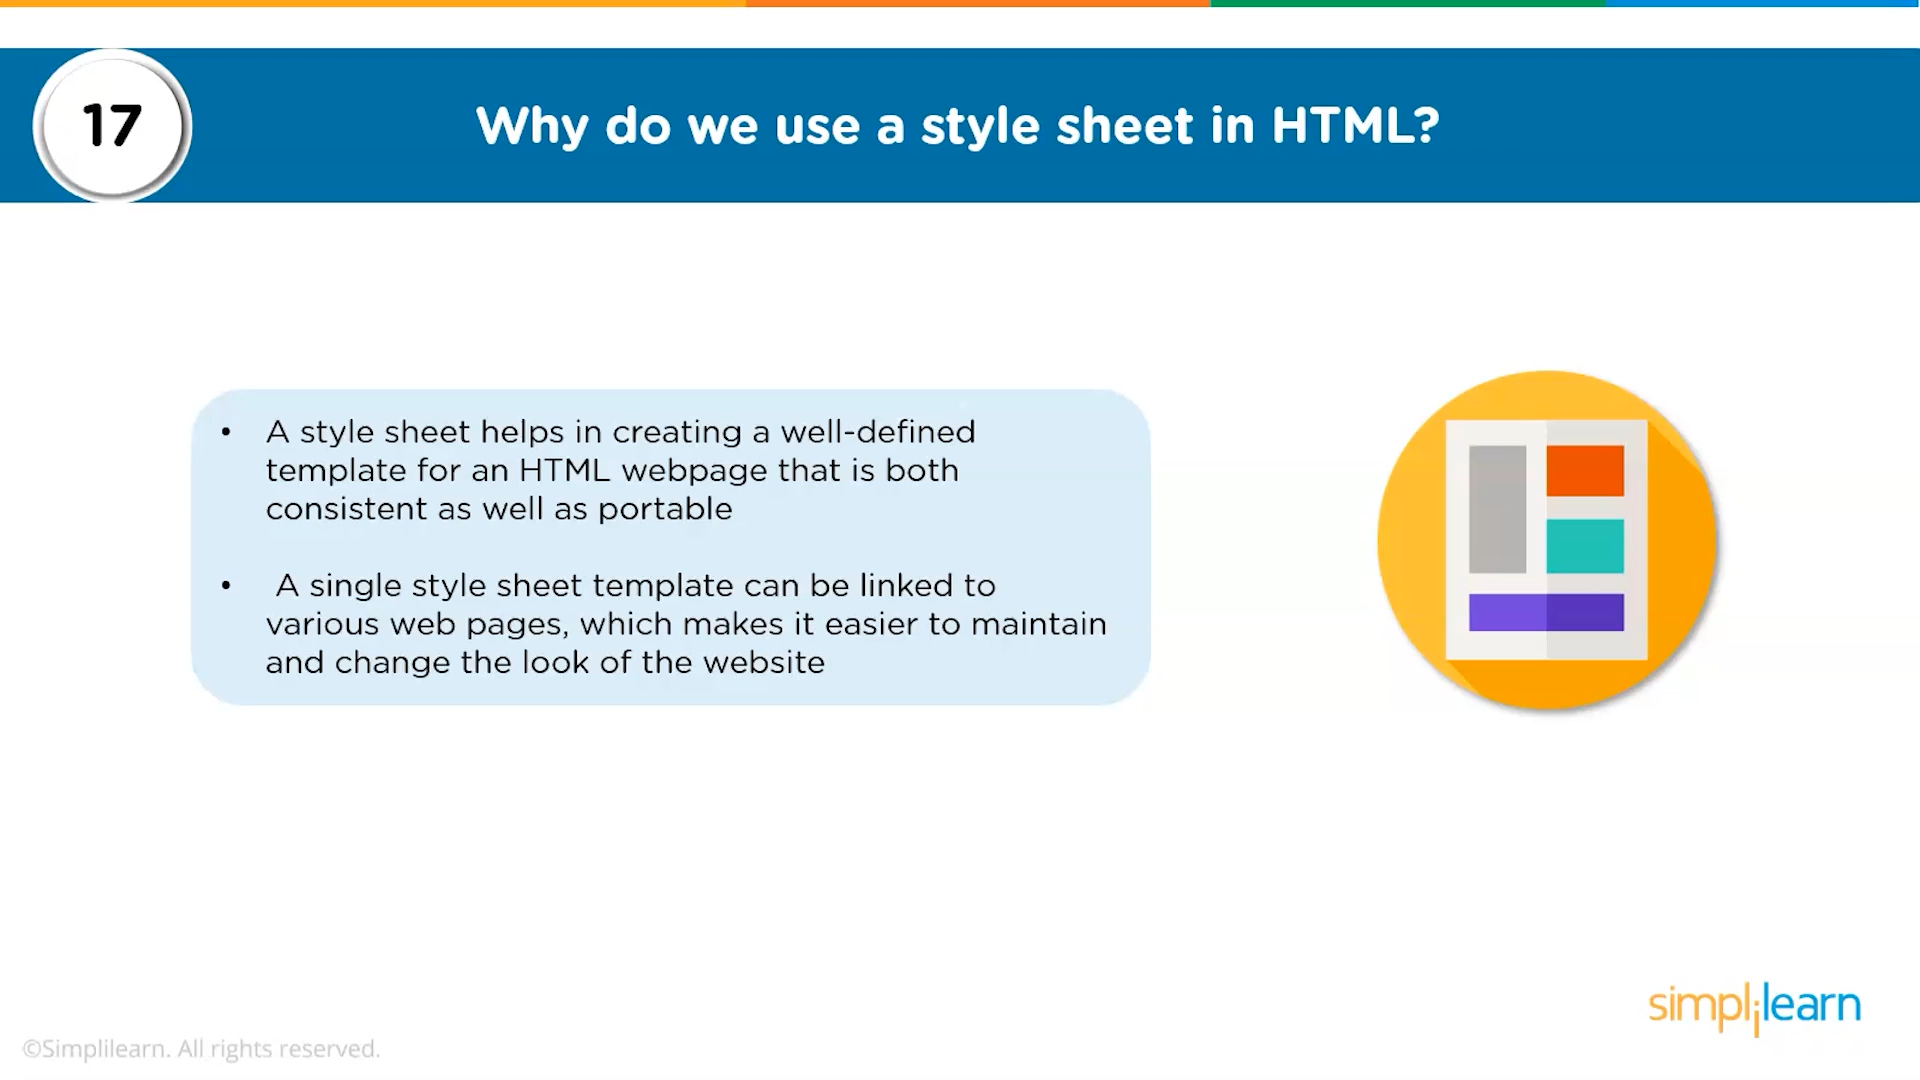 17
Why do we use a style sheet in HTML?
• A style sheet helps in creating a well-defined
template for an HTML webpage that is both
consistent as well as portable
• A single style sheet template can be linked to
various web pages, which makes it easier to maintain
and change the look of the website
simplilearn
©Simplilearn. All rights reserved.